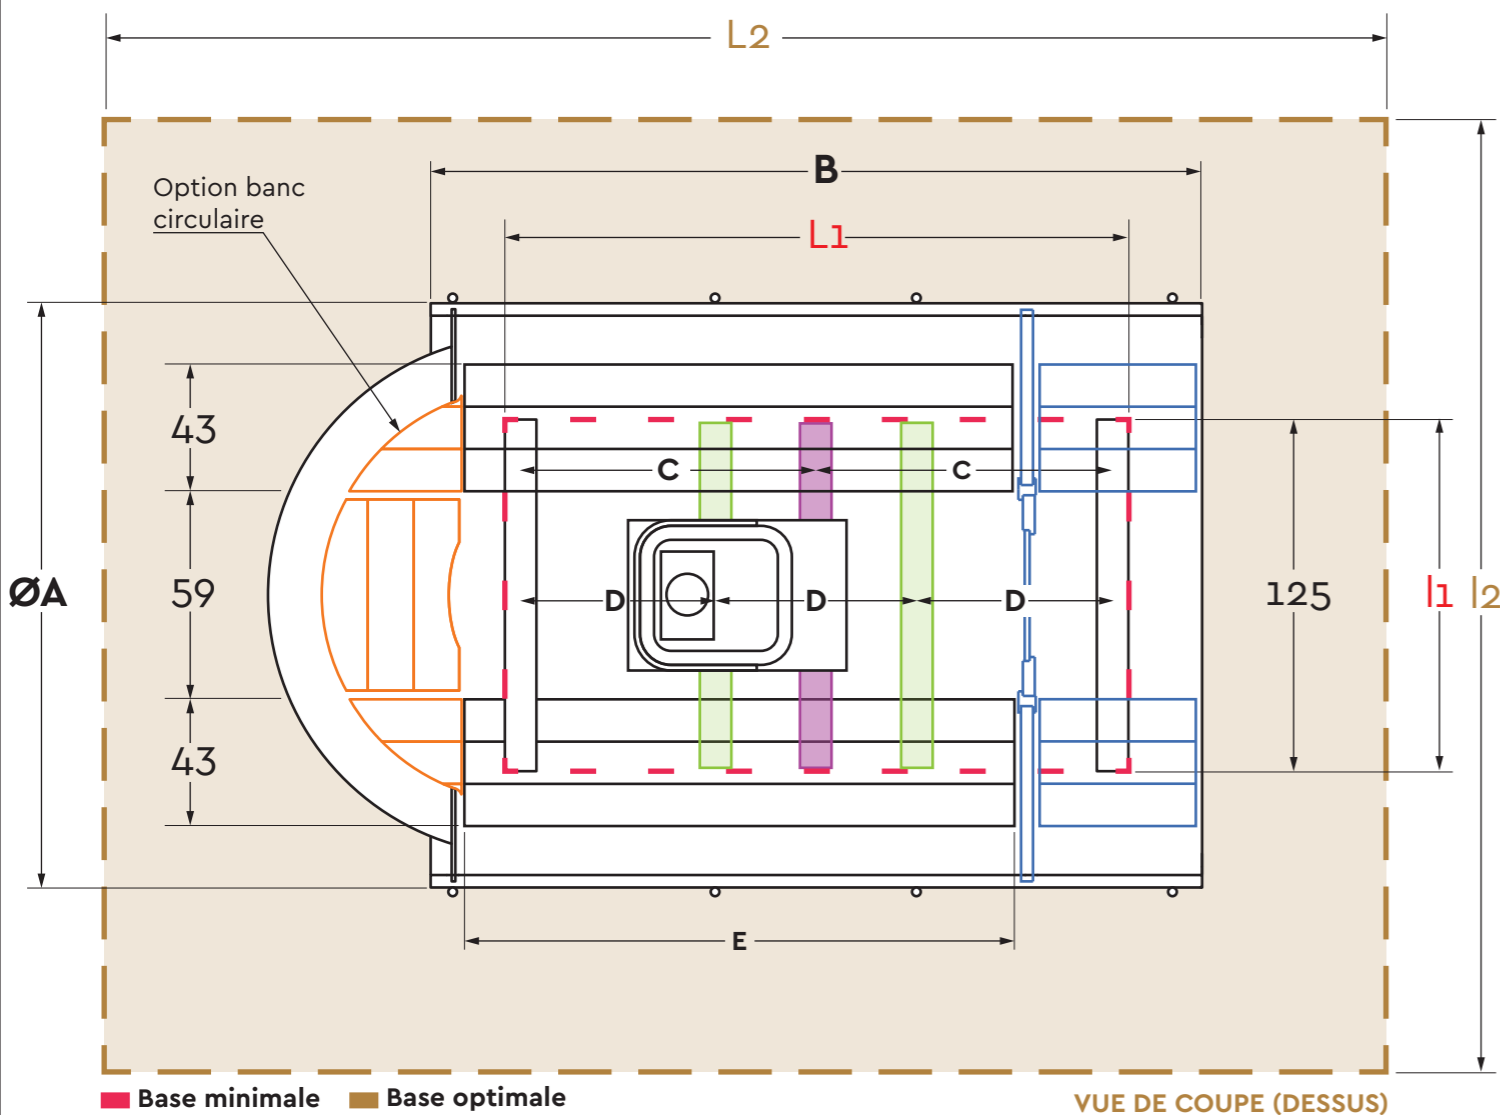 L2
B
Option banc
circulaire
L1
43
C
C
ØA
59
D
D
D
125
l1
l2
43
E
Base minimale
Base optimale
VUE DE COUPE (DESSUS)